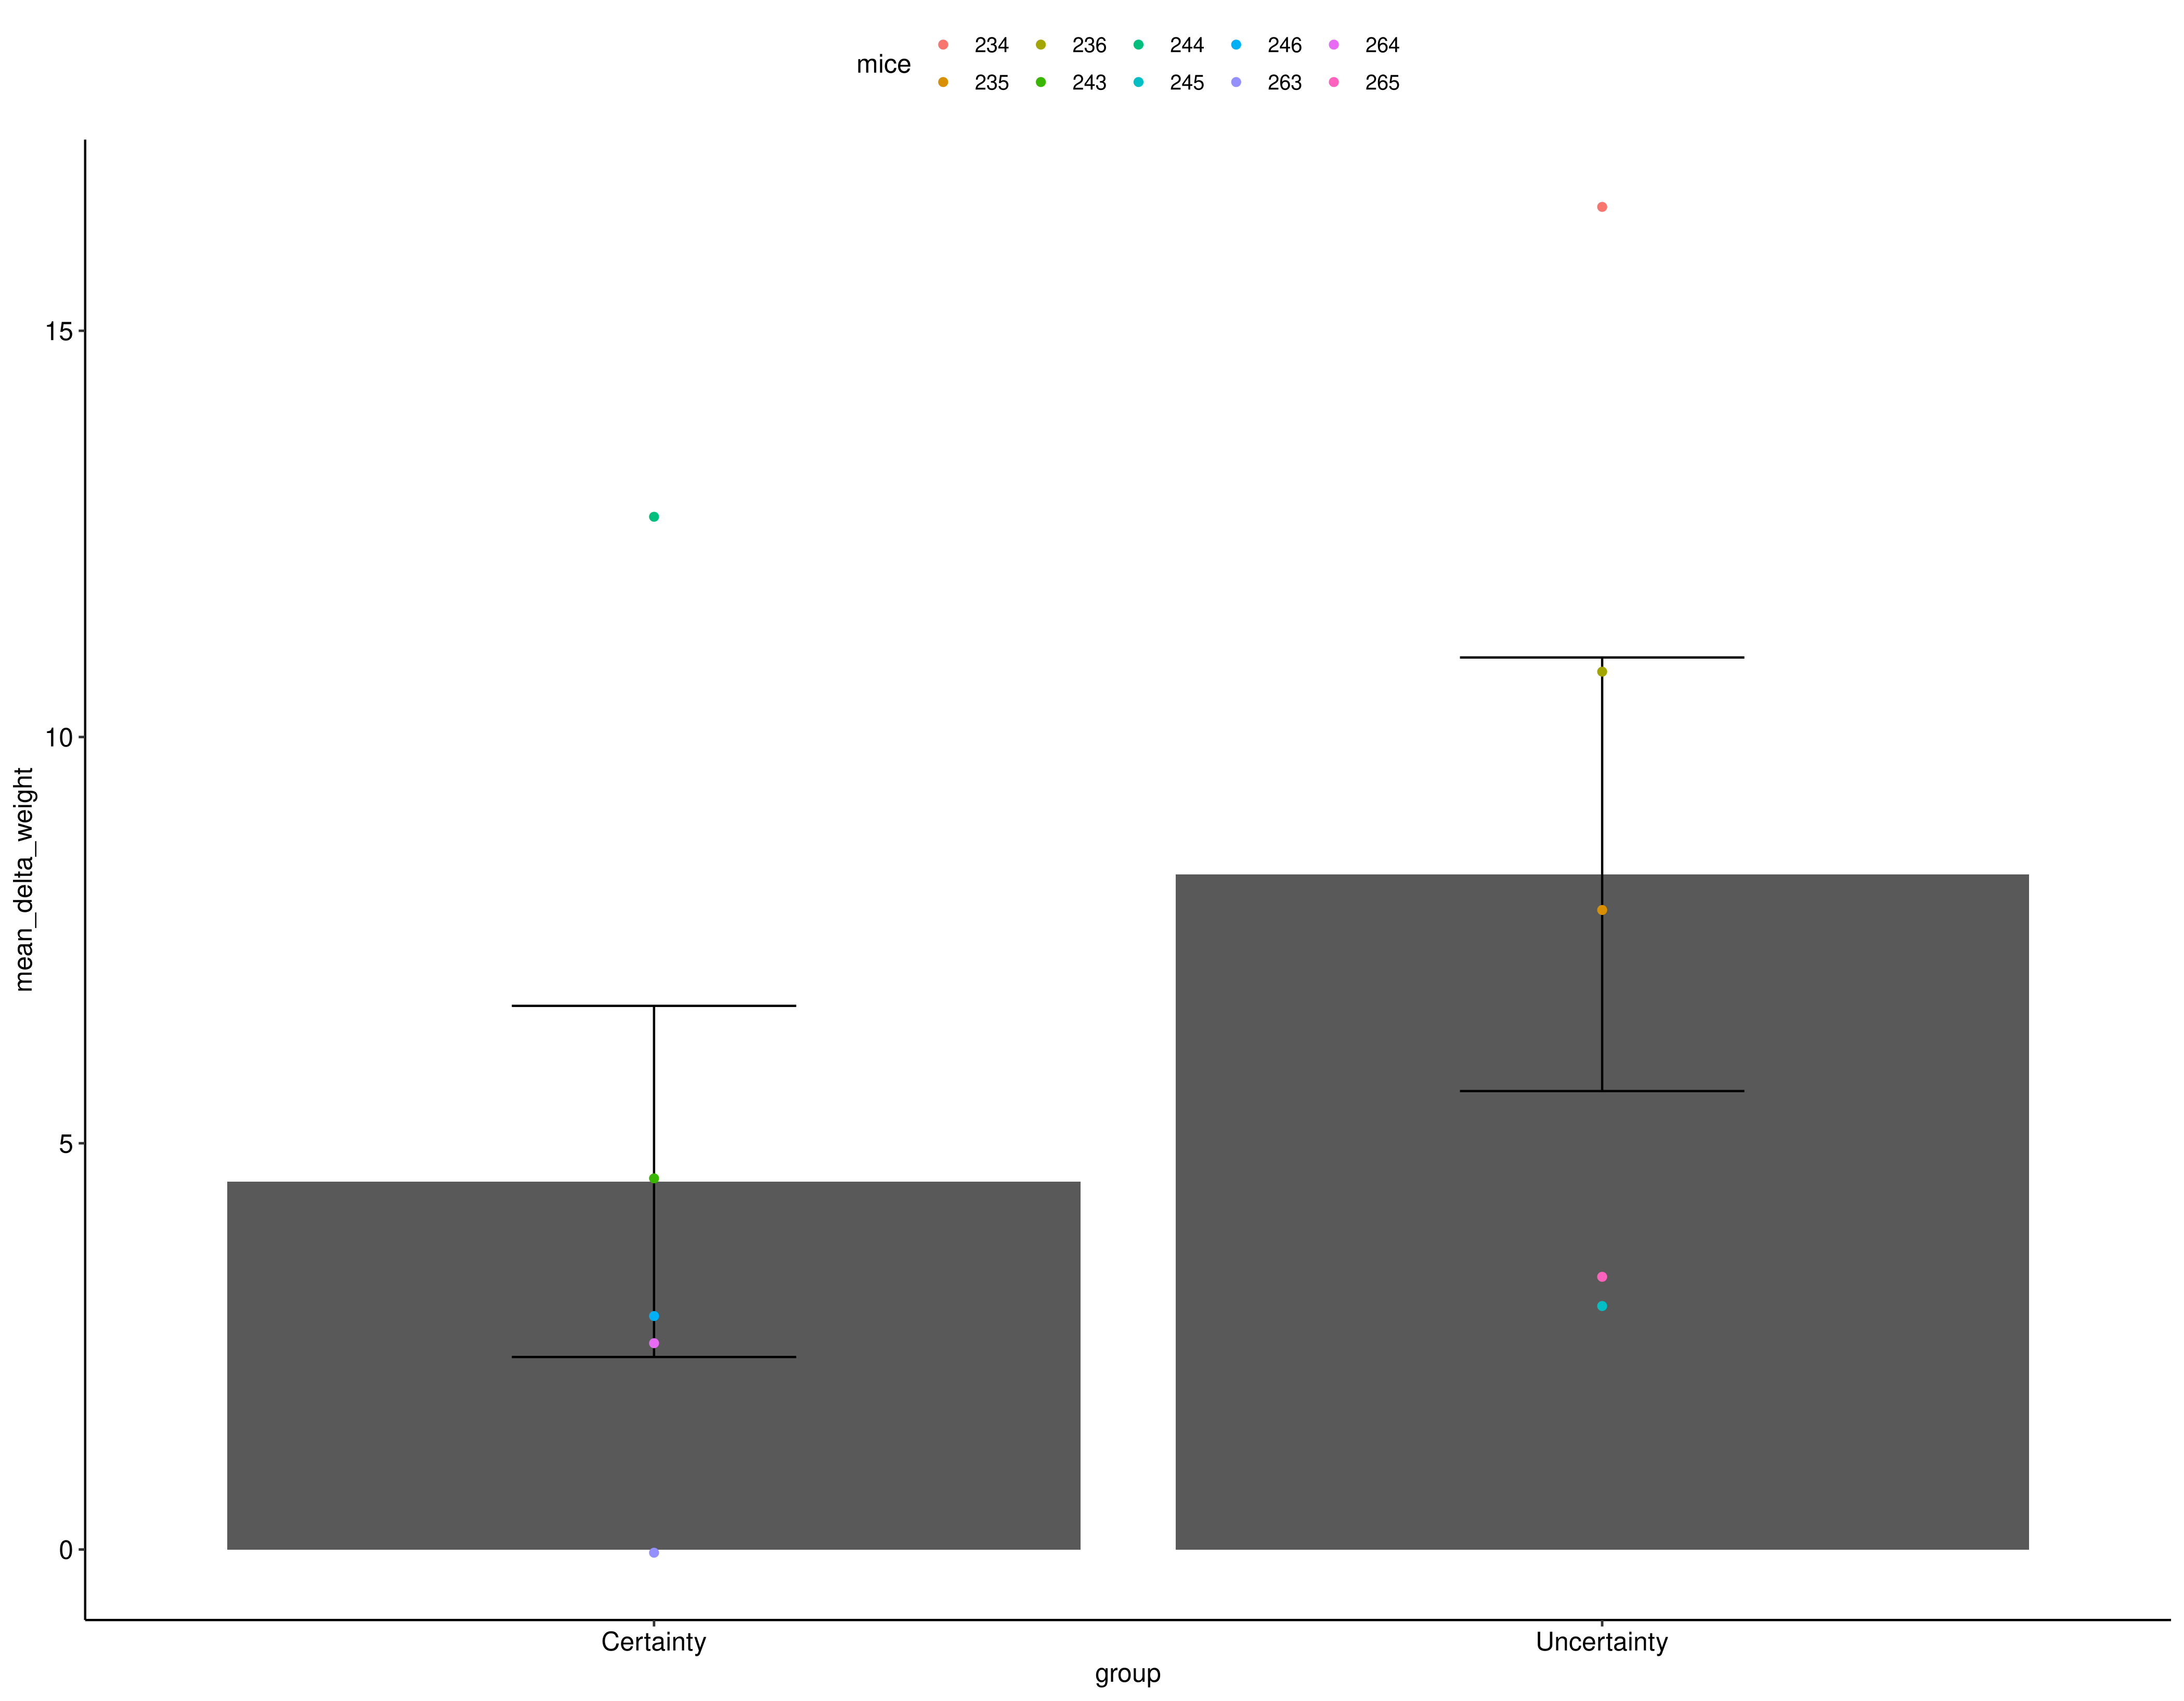 mice
234 236 244 246 264
235 243 245 263 265
mean_delta_weight
15
10
5
0
Certainty Uncertainty
group